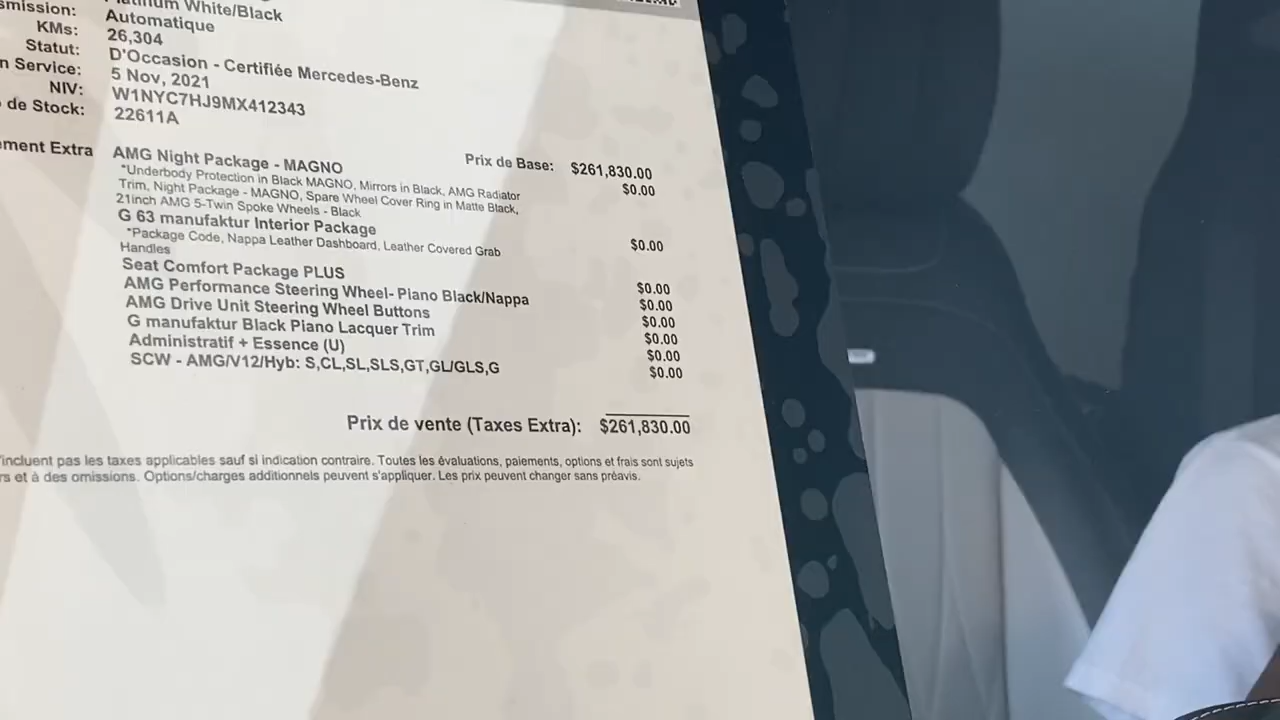 smission:
Platinum White/Black
KMs:
Automatique
Statut:
26,304
n Service:
D'Occasion - Certifiée Mercedes-Benz
NIV:
5 Nov, 2021
de Stock:
W1NYC7HJ9MX412343
22611A
ment Extra
AMG Night Package - MAGNO
Prix de Base: $261,830.00
*Underbody Protection in Black MAGNO, Mirrors in Black, AMG Radiator $0.00
Trim, Night Package - MAGNO, Spare Wheel Cover Ring in Matte Black,
21inch AMG 5-Twin Spoke Wheels - Black
G 63 manufaktur Interior Package $0.00
*Package Code, Nappa Leather Dashboard, Leather Covered Grab
Handles
Seat Comfort Package PLUS $0.00
AMG Performance Steering Wheel- Piano Black/Nappa $0.00
AMG Drive Unit Steering Wheel Buttons $0.00
G manufaktur Black Piano Lacquer Trim $0.00
Administratif + Essence (U) $0.00
SCW - AMG/V12/Hyb: S,CL,SL,SLS,GT,GL/GLS,G $0.00
Prix de vente (Taxes Extra): $261,830.00
'incluent pas les taxes applicables sauf si indication contraire. Toutes les évaluations, paiements, options et frais sont sujets
rs et à des omissions. Options/charges additionnels peuvent s'appliquer. Les prix peuvent changer sans préavis.